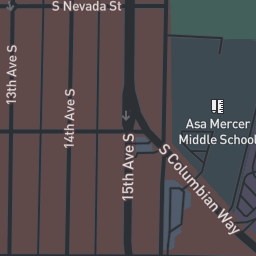 S Nevada St
13th Ave S
14th Ave S
15th Ave S
Asa Mercer
Middle School
S Columbian Way